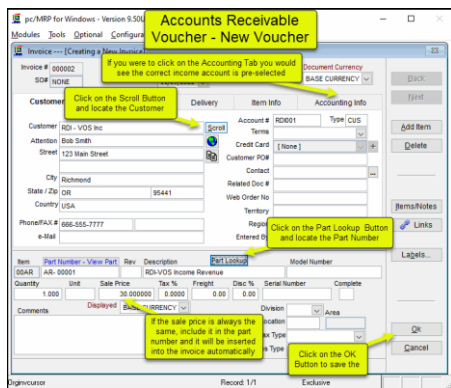 pc/MRP for Windows - Version 9.50U
Accounts Receivable
Voucher - New Voucher
Modules Tools Optional Configura
Invoice --- [Creating a New Invoice]
If you were to click on the Accounting Tab you would
see the correct income account is pre-selected
Invoice # 000002
Document Currency
SO# NONE
BASE CURRENCY
Back
Next
Customer
Click on the Scroll Button
and locate the Customer
Delivery
Item Info
Accounting Info
Customer RDI - VOS Inc
Scroll
Account # RDI001
Type CUS
Add Item
Attention Bob Smith
Terms
Street 123 Main Street
Credit Card [ None ]
Delete
Customer PO#
City Richmond
Contact
State / Zip OR 95441
Related Doc #
Country USA
Web Order No
Items/Notes
Territory
Phone/FAX # 666-555-7777
Region
Links
e-Mail
Entered By
Click on the Part Lookup Button
and locate the Part Number
Labels...
Item Part Number - View Part Rev Description Part Lookup Model Number
00AR AR- 00001 RDI-VOS Income Revenue
Quantity Unit Sale Price Tax % Freight Disc % Serial Number Complete
1.000 30.000000 0.0000 0.00 0.00
Comments
Displayed BASE CURRENCY
Division
Area
If the sale price is always the
same, include it in the part
number and it will be inserted
into the invoice automatically
ocation
ax Type
s Type
Click on the OK
Button to save the
Ok
Cancel
Orginvcursor
Record: 1/1
Exclusive